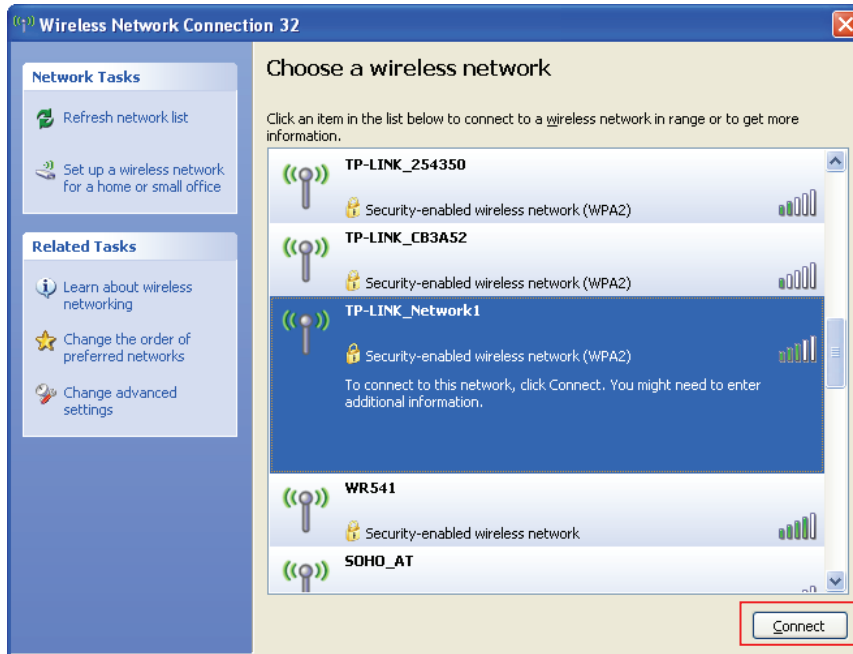 Wireless Network Connection 32
Network Tasks
Refresh network list
Set up a wireless network
for a home or small office
Related Tasks
Learn about wireless
networking
Change the order of
preferred networks
Change advanced
settings
Choose a wireless network
Click an item in the list below to connect to a wireless network in range or to get more
information.
TP-LINK_254350
Security-enabled wireless network (WPA2)
TP-LINK_CB3A52
Security-enabled wireless network (WPA2)
TP-LINK_Network1
Security-enabled wireless network (WPA2)
To connect to this network, click Connect. You might need to enter
additional information.
WR541
Security-enabled wireless network
SOHO_AT
Connect